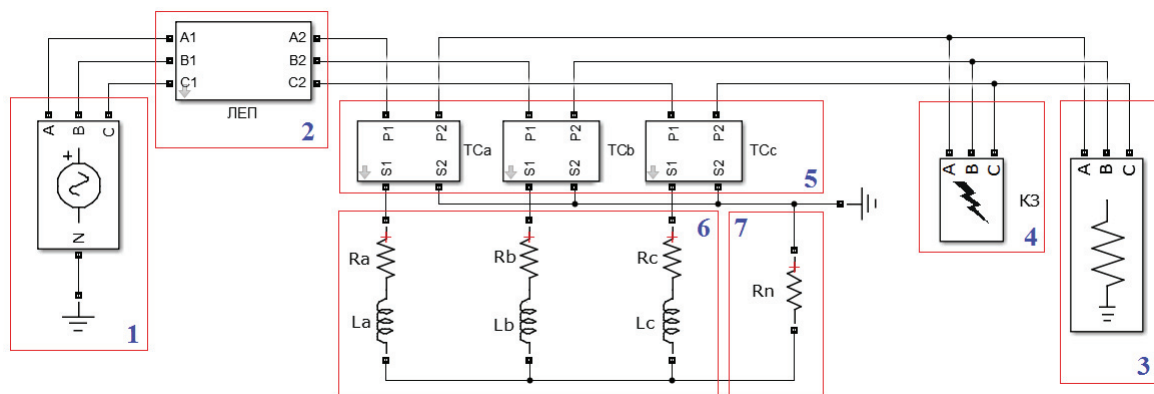 A1 A2
B1 B2
C1 C2
ЛЕП
2
A B C
+
N
1
P1 P2
S1 S2
TCa
P1 P2
S1 S2
TCb
P1 P2
S1 S2
TCc
5
A B C
КЗ
4
A B C
3
6
Ra
La
Rb
Lb
Rc
Lc
7
Rn